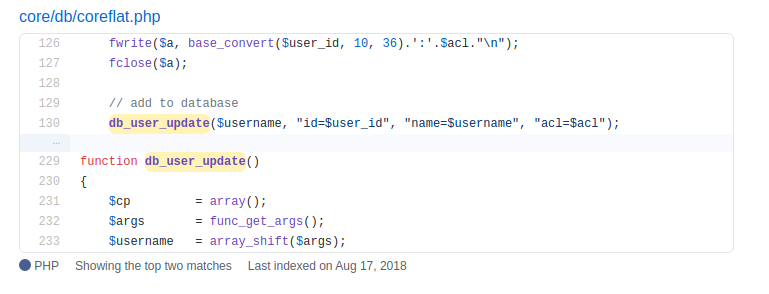 core/db/coreflat.php
126 fwrite($a, base_convert($user_id, 10, 36).':'.$acl."\n");
127 fclose($a);
128
129 // add to database
130 db_user_update($username, "id=$user_id", "name=$username", "acl=$acl");
…
229 function db_user_update()
230 {
231 $cp = array();
232 $args = func_get_args();
233 $username = array_shift($args);
PHP Showing the top two matches Last indexed on Aug 17, 2018